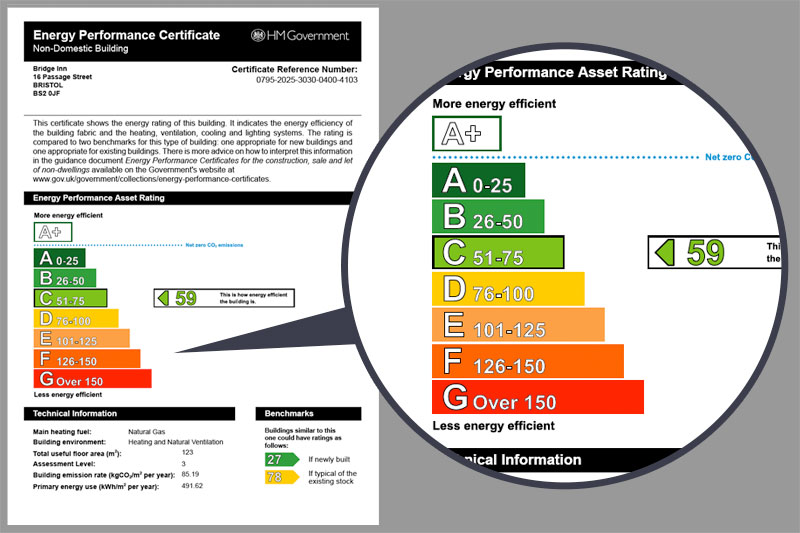 Energy Performance Certificate
Non-Domestic Building
HM Government
Bridge Inn
16 Passage Street
BRISTOL
BS2 0JF
Certificate Reference Number:
0795-2025-3030-0400-4103
This certificate shows the energy rating of this building. It indicates the energy efficiency of
the building fabric and the heating, ventilation, cooling and lighting systems. The rating is
compared to two benchmarks for this type of building: one appropriate for new buildings and
one appropriate for existing buildings. There is more advice on how to interpret this information
in the guidance document Energy Performance Certificates for the construction, sale and let
of non-dwellings available on the Government's website at
www.gov.uk/government/collections/energy-performance-certificates.
Energy Performance Asset Rating
More energy efficient
A+
Net zero CO₂ emissions
A 0-25
B 26-50
C 51-75
59
This is how energy efficient
the building is.
D 76-100
E 101-125
F 126-150
G Over 150
Less energy efficient
Technical Information
Main heating fuel: Natural Gas
Building environment: Heating and Natural Ventilation
Total useful floor area (m²): 123
Assessment Level: 3
Building emission rate (kgCO₂/m² per year): 85.19
Primary energy use (kWh/m² per year): 491.62
Benchmarks
Buildings similar to this
one could have ratings as
follows:
27 If newly built
78 If typical of the
existing stock
gy Performance Asset Rating
More energy efficient
A+
Net zero C
A 0-25
B 26-50
C 51-75
59
Thi
the
D 76-100
E 101-125
F 126-150
G Over 150
Less energy efficient
nical Information